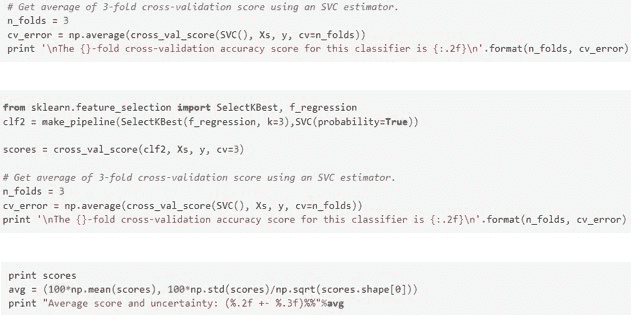 # Get average of 3-fold cross-validation score using an SVC estimator.
n_folds = 3
cv_error = np.average(cross_val_score(SVC(), Xs, y, cv=n_folds))
print '\nThe {}-fold cross-validation accuracy score for this classifier is {:.2f}\n'.format(n_folds, cv_error)
from sklearn.feature_selection import SelectKBest, f_regression
clf2 = make_pipeline(SelectKBest(f_regression, k=3),SVC(probability=True))
scores = cross_val_score(clf2, Xs, y, cv=3)
# Get average of 3-fold cross-validation score using an SVC estimator.
n_folds = 3
cv_error = np.average(cross_val_score(SVC(), Xs, y, cv=n_folds))
print '\nThe {}-fold cross-validation accuracy score for this classifier is {:.2f}\n'.format(n_folds, cv_error)
print scores
avg = (100*np.mean(scores), 100*np.std(scores)/np.sqrt(scores.shape[0]))
print "Average score and uncertainty: (%.2f +- %.3f)%%"%avg